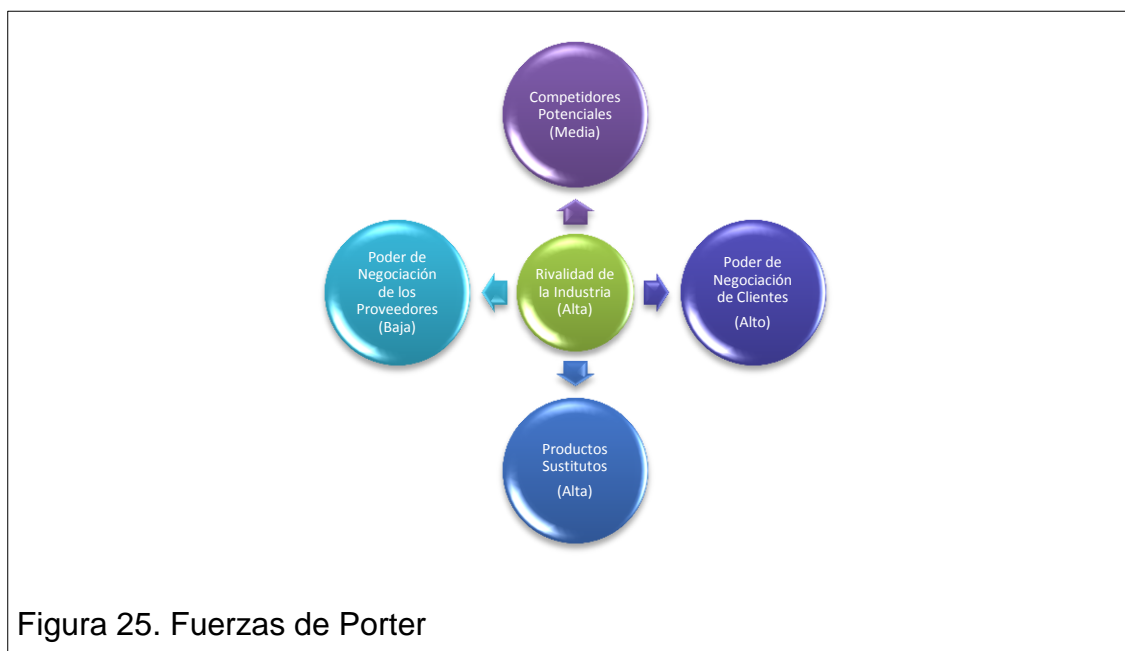 Competidores
Potenciales
(Media)
Poder de
Negociación
de los
Proveedores
(Baja)
Rivalidad de
la Industria
(Alta)
Poder de
Negociación
de Clientes
(Alto)
Productos
Sustitutos
(Alta)
Figura 25. Fuerzas de Porter